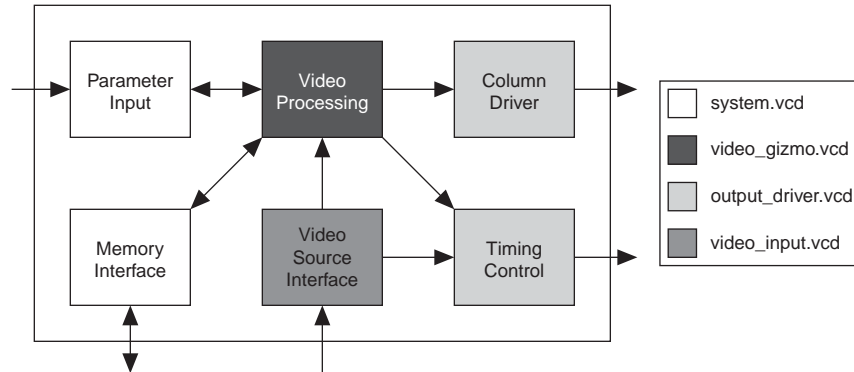 Parameter
Input
Video
Processing
Column
Driver
Memory
Interface
Video
Source
Interface
Timing
Control
system.vcd
video_gizmo.vcd
output_driver.vcd
video_input.vcd